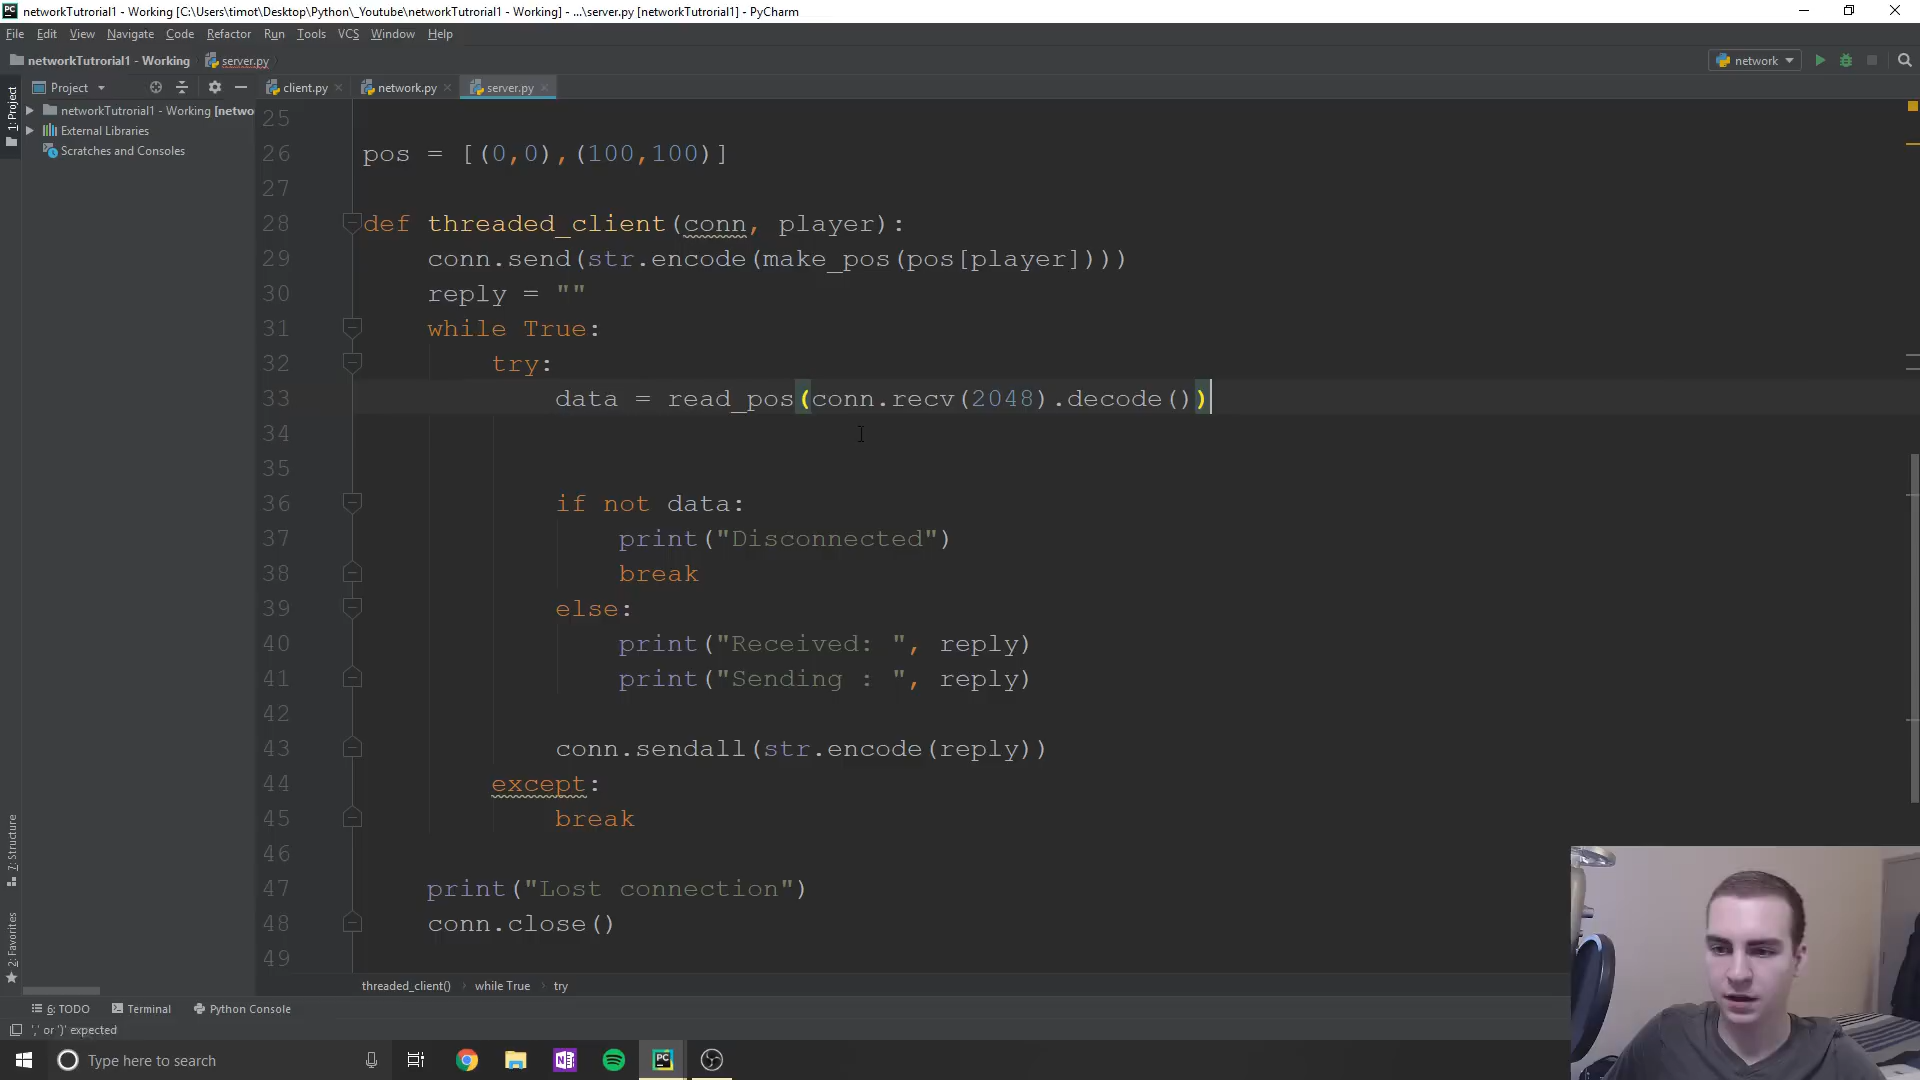 networkTutrorial1 - Working [C:\Users\timot\Desktop\Python\_Youtube\networkTutrorial1 - Working] - ...\server.py [networkTutrorial1] - PyCharm
File Edit View Navigate Code Refactor Run Tools VCS Window Help
networkTutrorial1 - Working server.py network
1: Project
Project client.py network.py server.py
networkTutrorial1 - Working [netwo
External Libraries
Scratches and Consoles
25
26 pos = [(0,0),(100,100)]
27
28 def threaded_client(conn, player):
29 conn.send(str.encode(make_pos(pos[player])))
30 reply = ""
31 while True:
32 try:
33 data = read_pos(conn.recv(2048).decode())
34
35
36 if not data:
37 print("Disconnected")
38 break
39 else:
40 print("Received: ", reply)
41 print("Sending : ", reply)
42
43 conn.sendall(str.encode(reply))
44 except:
45 break
46
47 print("Lost connection")
48 conn.close()
49
7: Structure
2: Favorites
threaded_client() › while True › try
6: TODO Terminal Python Console
',' or ')' expected
Type here to search